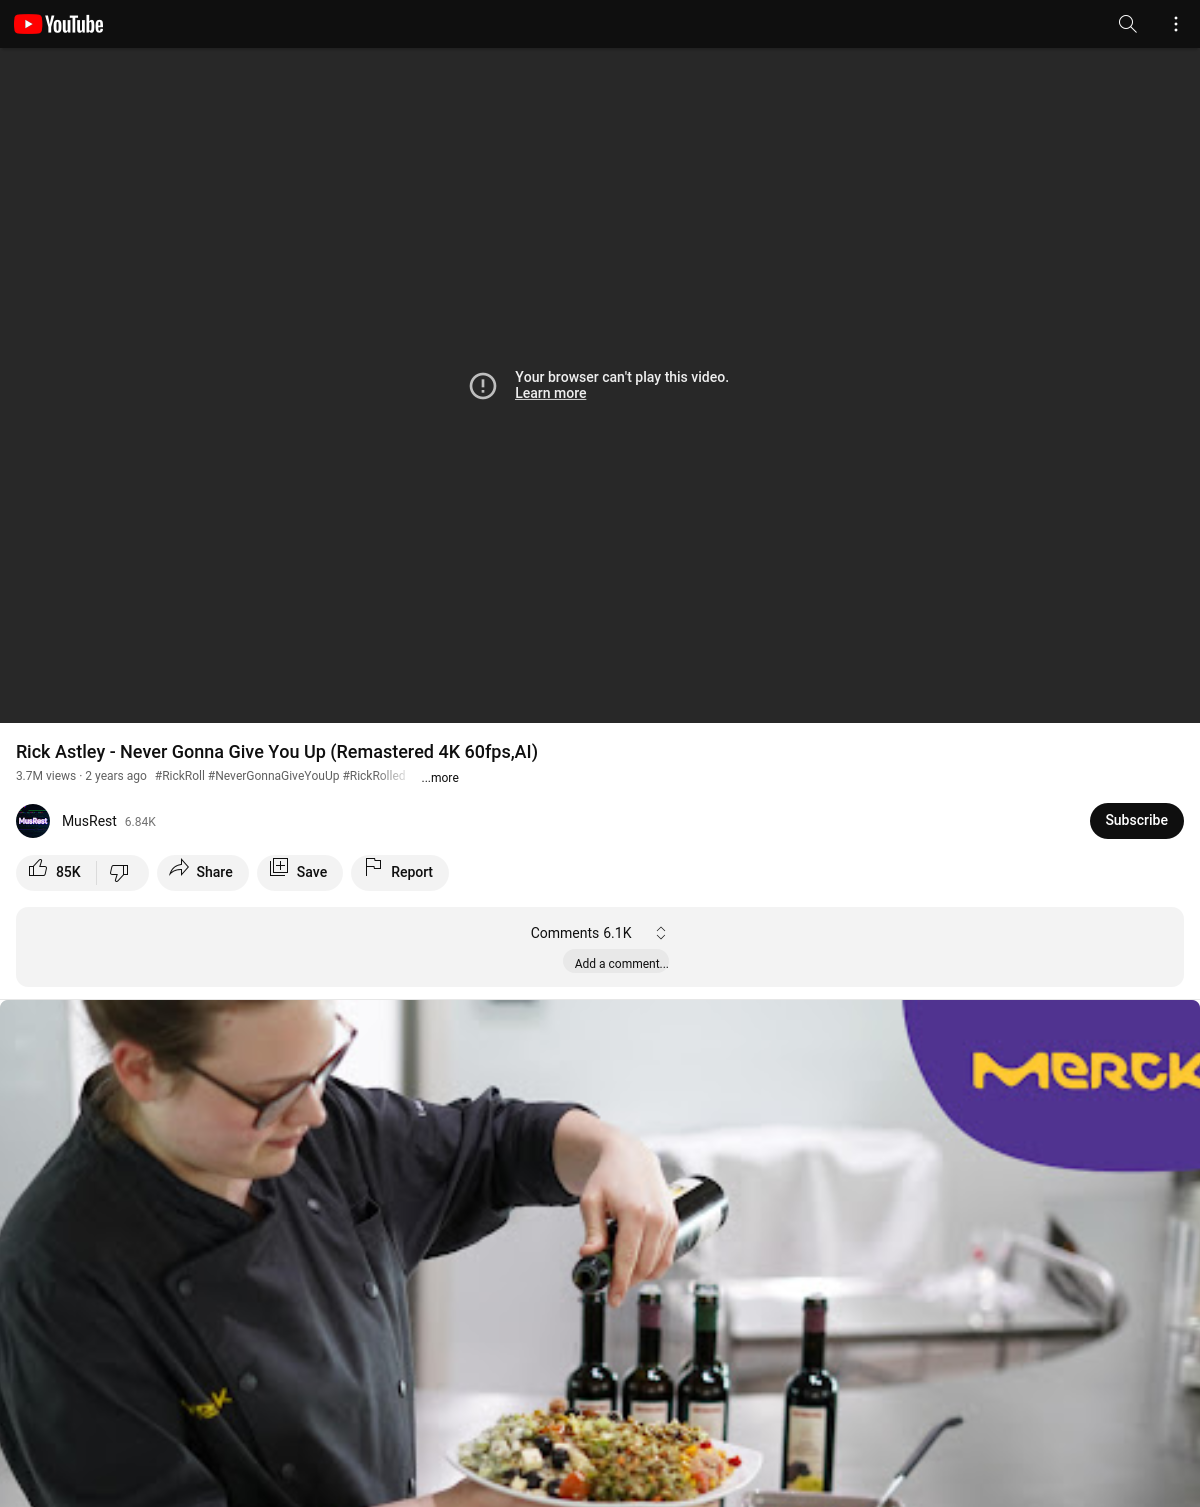 YouTube
Your browser can't play this video.
Learn more
Rick Astley - Never Gonna Give You Up (Remastered 4K 60fps,AI)
3.7M views · 2 years ago #RickRoll #NeverGonnaGiveYouUp #RickRolled ...more
MusRest
MusRest 6.84K
Subscribe
85K
Share
Save
Report
Comments 6.1K
Add a comment...
MERCK